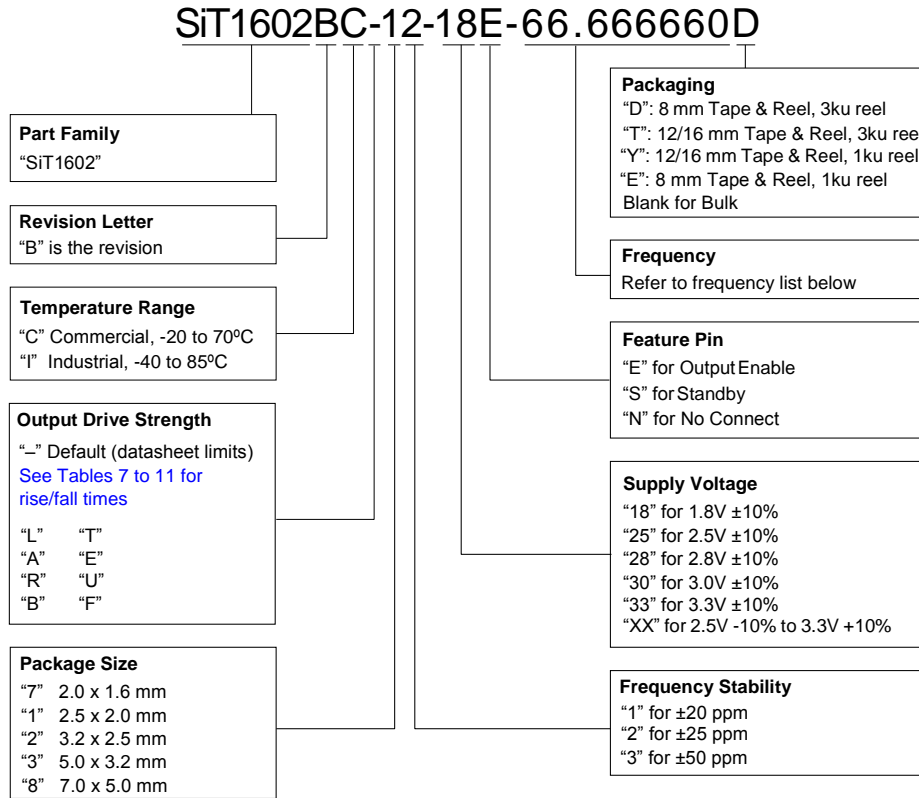 SiT1602BC-12-18E-66.666660D
Part Family
“SiT1602”
Revision Letter
“B” is the revision
Temperature Range
“C” Commercial, -20 to 70ºC
“I” Industrial, -40 to 85ºC
Output Drive Strength
“–” Default (datasheet limits)
See Tables 7 to 11 for
rise/fall times
“L” “T”
“A” “E”
“R” “U”
“B” “F”
Package Size
“7” 2.0 x 1.6 mm
“1” 2.5 x 2.0 mm
“2” 3.2 x 2.5 mm
“3” 5.0 x 3.2 mm
“8” 7.0 x 5.0 mm
Packaging
“D”: 8 mm Tape & Reel, 3ku reel
“T”: 12/16 mm Tape & Reel, 3ku ree
“Y”: 12/16 mm Tape & Reel, 1ku reel
“E”: 8 mm Tape & Reel, 1ku reel
Blank for Bulk
Frequency
Refer to frequency list below
Feature Pin
“E” for Output Enable
“S” for Standby
“N” for No Connect
Supply Voltage
“18” for 1.8V ±10%
“25” for 2.5V ±10%
“28” for 2.8V ±10%
“30” for 3.0V ±10%
“33” for 3.3V ±10%
“XX” for 2.5V -10% to 3.3V +10%
Frequency Stability
“1” for ±20 ppm
“2” for ±25 ppm
“3” for ±50 ppm